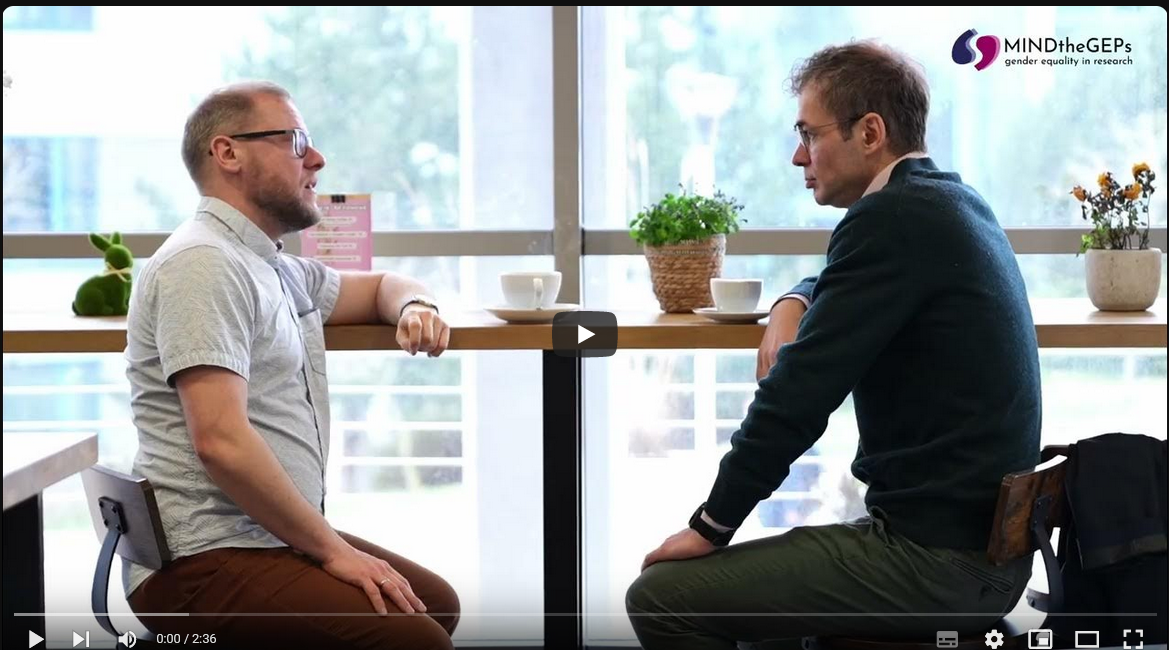 MINDtheGEPs
gender equality in research
0:00 / 2:36